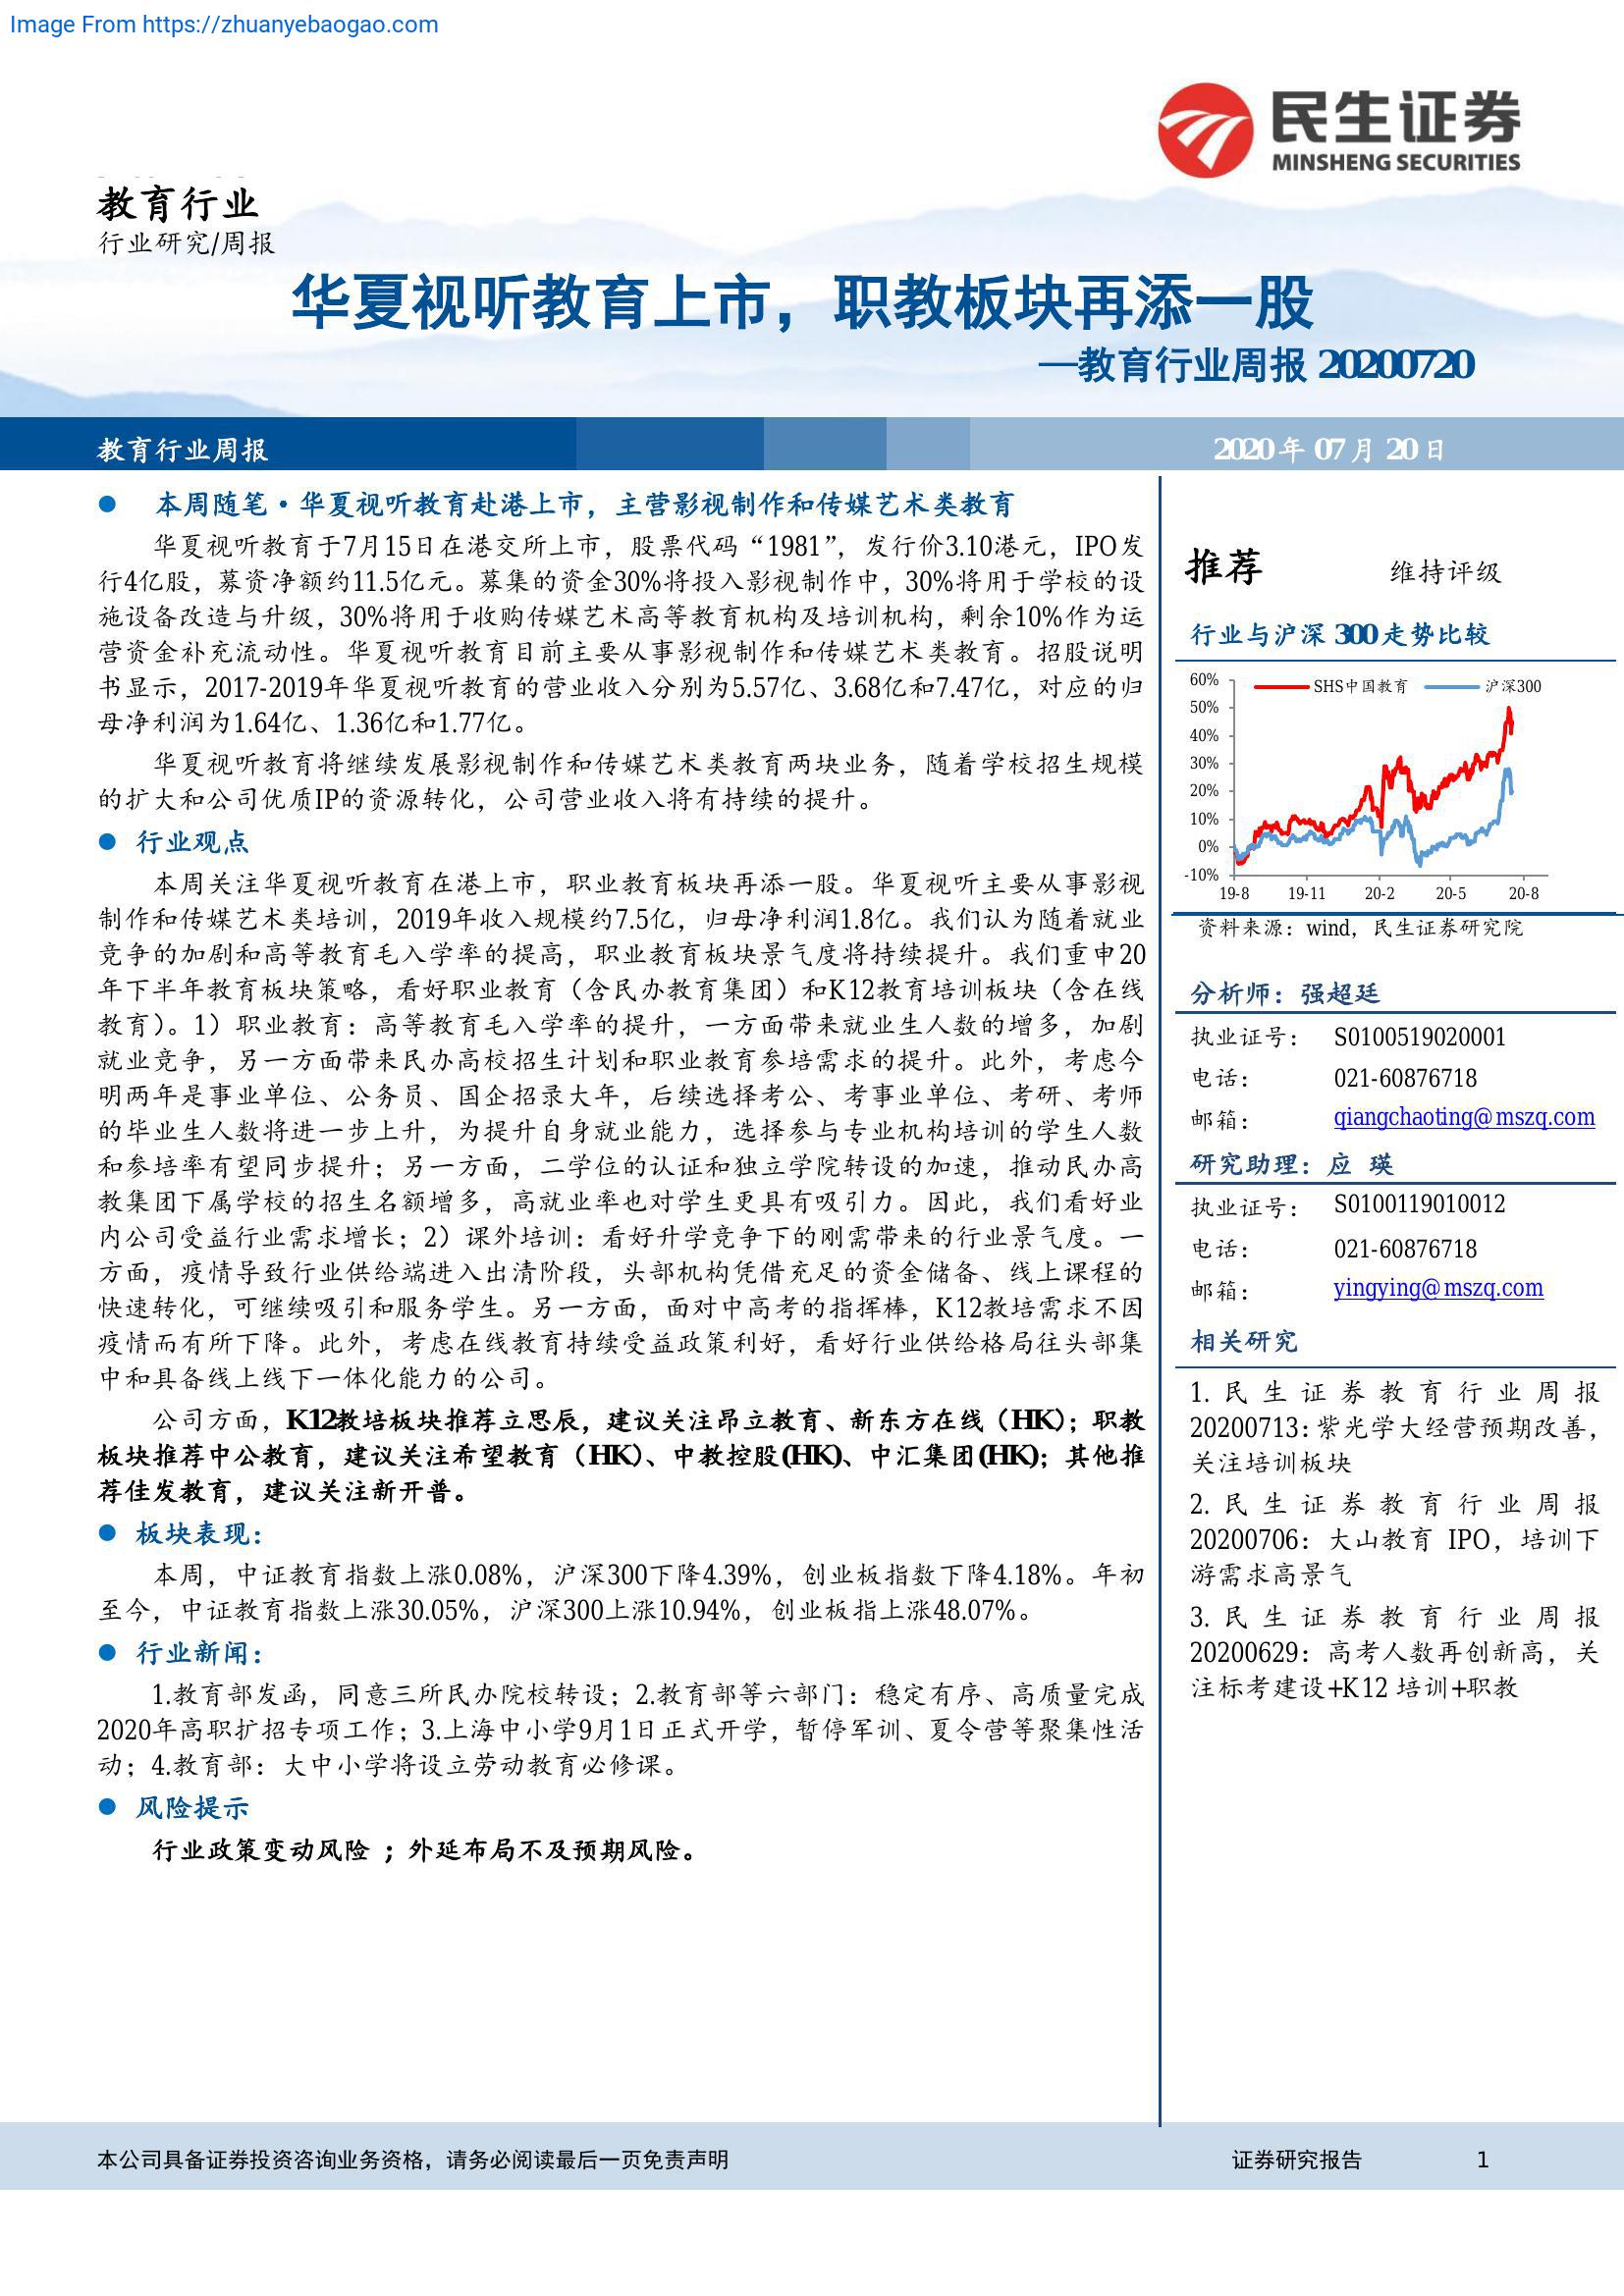 Image From https://zhuanyebaogao.com
民生证券
MINSHENG SECURITIES
教育行业
行业研究/周报
华夏视听教育上市，职教板块再添一股
—教育行业周报 20200720
教育行业周报
2020 年 07 月 20 日
● 本周随笔·华夏视听教育赴港上市，主营影视制作和传媒艺术类教育
华夏视听教育于7月15日在港交所上市，股票代码“1981”，发行价3.10港元，IPO发
行4亿股，募资净额约11.5亿元。募集的资金30%将投入影视制作中，30%将用于学校的设
施设备改造与升级，30%将用于收购传媒艺术高等教育机构及培训机构，剩余10%作为运
营资金补充流动性。华夏视听教育目前主要从事影视制作和传媒艺术类教育。招股说明
书显示，2017-2019年华夏视听教育的营业收入分别为5.57亿、3.68亿和7.47亿，对应的归
母净利润为1.64亿、1.36亿和1.77亿。
华夏视听教育将继续发展影视制作和传媒艺术类教育两块业务，随着学校招生规模
的扩大和公司优质IP的资源转化，公司营业收入将有持续的提升。
● 行业观点
本周关注华夏视听教育在港上市，职业教育板块再添一股。华夏视听主要从事影视
制作和传媒艺术类培训，2019年收入规模约7.5亿，归母净利润1.8亿。我们认为随着就业
竞争的加剧和高等教育毛入学率的提高，职业教育板块景气度将持续提升。我们重申20
年下半年教育板块策略，看好职业教育（含民办教育集团）和K12教育培训板块（含在线
教育）。1）职业教育：高等教育毛入学率的提升，一方面带来就业生人数的增多，加剧
就业竞争，另一方面带来民办高校招生计划和职业教育参培需求的提升。此外，考虑今
明两年是事业单位、公务员、国企招录大年，后续选择考公、考事业单位、考研、考师
的毕业生人数将进一步上升，为提升自身就业能力，选择参与专业机构培训的学生人数
和参培率有望同步提升；另一方面，二学位的认证和独立学院转设的加速，推动民办高
教集团下属学校的招生名额增多，高就业率也对学生更具有吸引力。因此，我们看好业
内公司受益行业需求增长；2）课外培训：看好升学竞争下的刚需带来的行业景气度。一
方面，疫情导致行业供给端进入出清阶段，头部机构凭借充足的资金储备、线上课程的
快速转化，可继续吸引和服务学生。另一方面，面对中高考的指挥棒，K12教培需求不因
疫情而有所下降。此外，考虑在线教育持续受益政策利好，看好行业供给格局往头部集
中和具备线上线下一体化能力的公司。
公司方面，K12教培板块推荐立思辰，建议关注昂立教育、新东方在线（HK）；职教
板块推荐中公教育，建议关注希望教育（HK）、中教控股(HK)、中汇集团(HK)；其他推
荐佳发教育，建议关注新开普。
● 板块表现：
本周，中证教育指数上涨0.08%，沪深300下降4.39%，创业板指数下降4.18%。年初
至今，中证教育指数上涨30.05%，沪深300上涨10.94%，创业板指上涨48.07%。
● 行业新闻：
1.教育部发函，同意三所民办院校转设；2.教育部等六部门：稳定有序、高质量完成
2020年高职扩招专项工作；3.上海中小学9月1日正式开学，暂停军训、夏令营等聚集性活
动；4.教育部：大中小学将设立劳动教育必修课。
● 风险提示
行业政策变动风险 ；外延布局不及预期风险。
推荐 维持评级
行业与沪深 300 走势比较
SHS中国教育 沪深300
60%
50%
40%
30%
20%
10%
0%
-10%
19-8 19-11 20-2 20-5 20-8
资料来源：wind，民生证券研究院
分析师：强超廷
执业证号： S0100519020001
电话： 021-60876718
邮箱： qiangchaoting@mszq.com
研究助理：应 瑛
执业证号： S0100119010012
电话： 021-60876718
邮箱： yingying@mszq.com
相关研究
1. 民生证券教育行业周报
20200713：紫光学大经营预期改善，
关注培训板块
2. 民生证券教育行业周报
20200706：大山教育 IPO，培训下
游需求高景气
3. 民生证券教育行业周报
20200629：高考人数再创新高，关
注标考建设+K12 培训+职教
本公司具备证券投资咨询业务资格，请务必阅读最后一页免责声明
证券研究报告 1